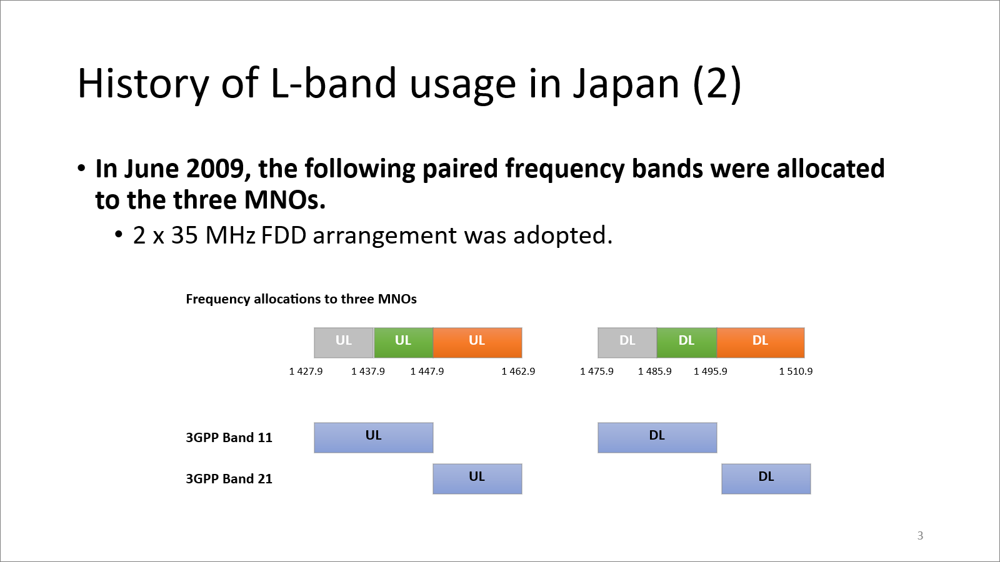 History of L-band usage in Japan (2)
• In June 2009, the following paired frequency bands were allocated
to the three MNOs.
• 2 x 35 MHz FDD arrangement was adopted.
Frequency allocations to three MNOs
UL UL UL DL DL DL
1 427.9 1 437.9 1 447.9 1 462.9 1 475.9 1 485.9 1 495.9 1 510.9
3GPP Band 11 UL DL
3GPP Band 21 UL DL
3